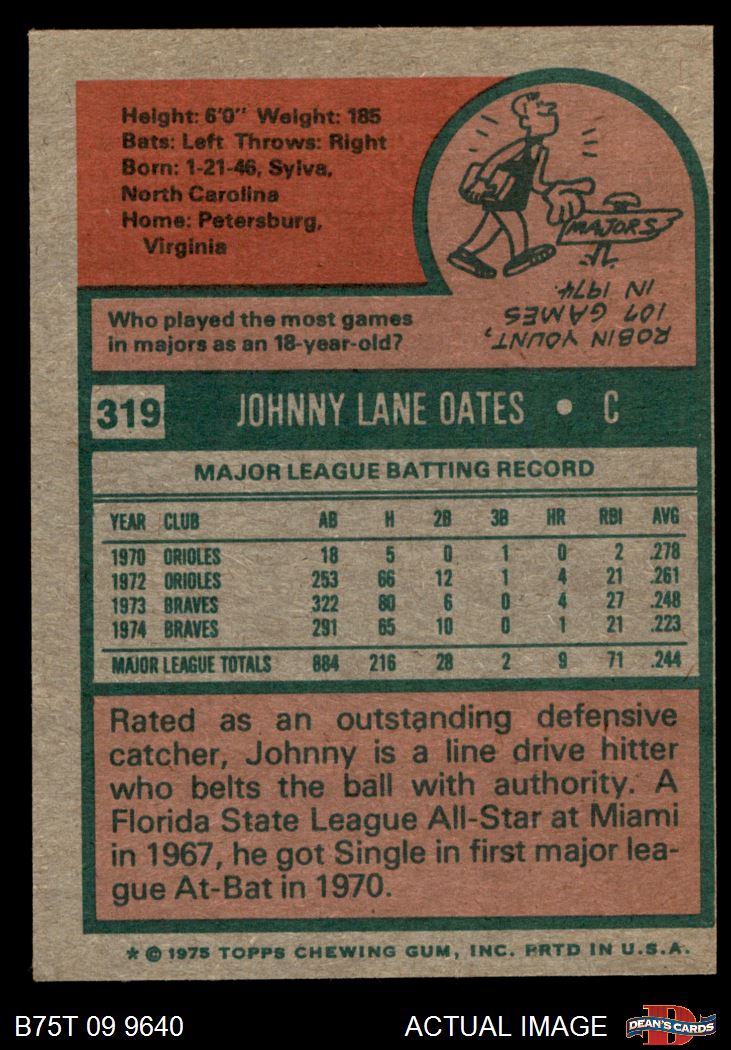 Height: 6'0" Weight: 185
Bats: Left Throws: Right
Born: 1-21-46, Sylva,
North Carolina
Home: Petersburg,
Virginia
MAJORS
Who played the most games
in majors as an 18-year-old?
ROBIN YOUNT,
107 GAMES
IN 1974.
319 JOHNNY LANE OATES • C
MAJOR LEAGUE BATTING RECORD
YEAR CLUB AB H 2B 3B HR RBI AVG
1970 ORIOLES 18 5 0 1 0 2 .278
1972 ORIOLES 253 66 12 1 4 21 .261
1973 BRAVES 322 80 6 0 4 27 .248
1974 BRAVES 291 65 10 0 1 21 .223
MAJOR LEAGUE TOTALS 884 216 28 2 9 71 .244
Rated as an outstanding defensive
catcher, Johnny is a line drive hitter
who belts the ball with authority. A
Florida State League All-Star at Miami
in 1967, he got Single in first major lea-
gue At-Bat in 1970.
* © 1975 TOPPS CHEWING GUM, INC. PRTD IN U.S.A.
B75T 09 9640 ACTUAL IMAGE DEAN'S CARDS